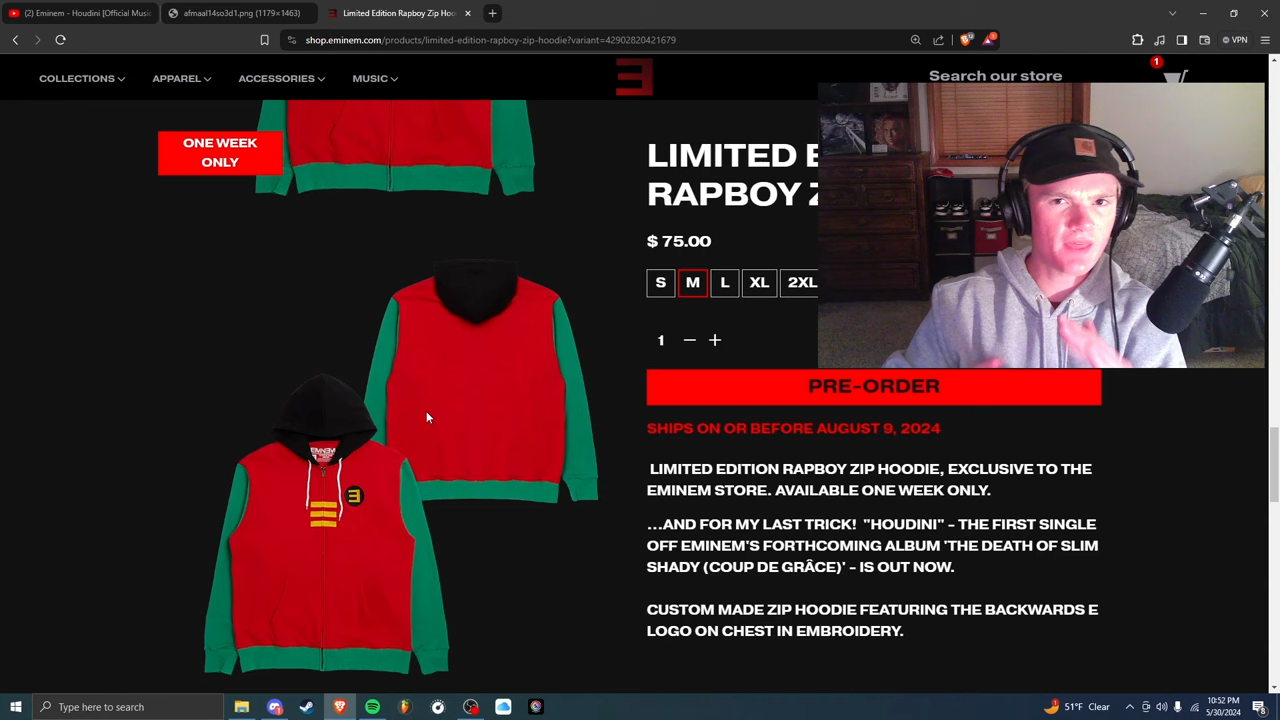 (2) Eminem - Houdini [Official Music
afmaal14so3d1.png (1179×1463)
Limited Edition Rapboy Zip Hoo
shop.eminem.com/products/limited-edition-rapboy-zip-hoodie?variant=42902820421679
VPN
COLLECTIONS
APPAREL
ACCESSORIES
MUSIC
Search our store
1
ONE WEEK
ONLY
LIMITED E
RAPBOY Z
$ 75.00
S M L XL 2XL
1 − +
PRE-ORDER
SHIPS ON OR BEFORE AUGUST 9, 2024
LIMITED EDITION RAPBOY ZIP HOODIE, EXCLUSIVE TO THE
EMINEM STORE. AVAILABLE ONE WEEK ONLY.
...AND FOR MY LAST TRICK! "HOUDINI" - THE FIRST SINGLE
OFF EMINEM'S FORTHCOMING ALBUM 'THE DEATH OF SLIM
SHADY (COUP DE GRÂCE)' - IS OUT NOW.
CUSTOM MADE ZIP HOODIE FEATURING THE BACKWARDS E
LOGO ON CHEST IN EMBROIDERY.
Type here to search
51°F Clear
10:52 PM
5/30/2024